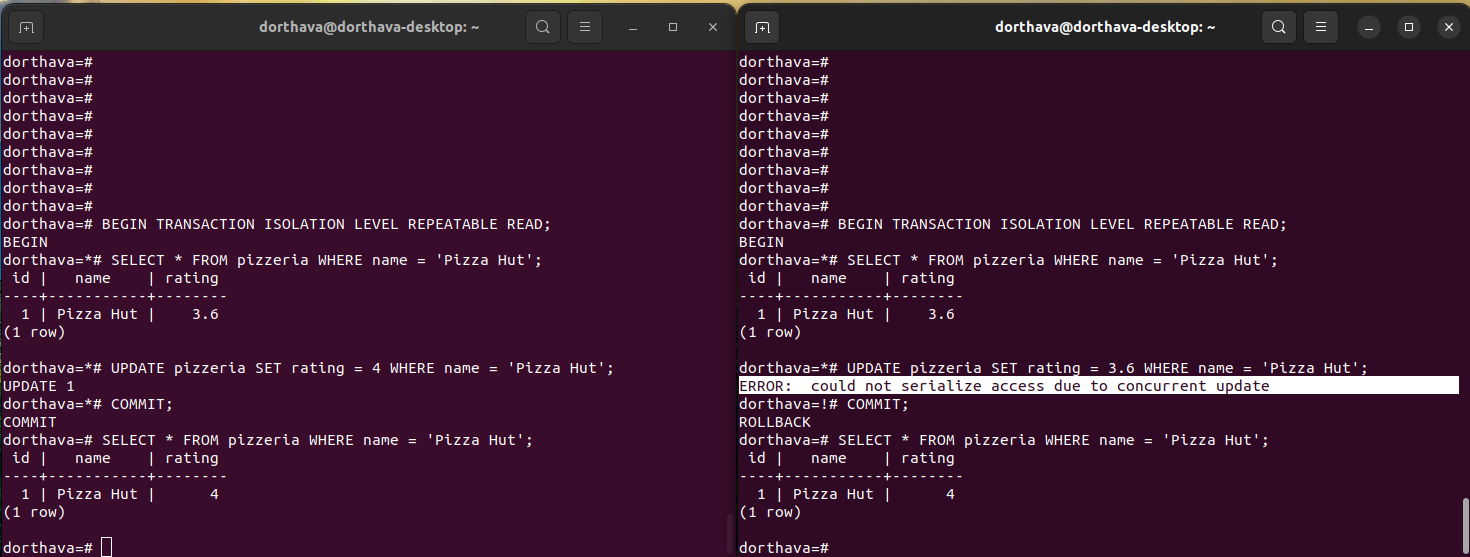 dorthava@dorthava-desktop: ~
dorthava=#
dorthava=#
dorthava=#
dorthava=#
dorthava=#
dorthava=#
dorthava=#
dorthava=#
dorthava=#
dorthava=# BEGIN TRANSACTION ISOLATION LEVEL REPEATABLE READ;
BEGIN
dorthava=*# SELECT * FROM pizzeria WHERE name = 'Pizza Hut';
 id |   name    | rating
----+-----------+--------
  1 | Pizza Hut |    3.6
(1 row)

dorthava=*# UPDATE pizzeria SET rating = 4 WHERE name = 'Pizza Hut';
UPDATE 1
dorthava=*# COMMIT;
COMMIT
dorthava=# SELECT * FROM pizzeria WHERE name = 'Pizza Hut';
 id |   name    | rating
----+-----------+--------
  1 | Pizza Hut |      4
(1 row)

dorthava=#
dorthava@dorthava-desktop: ~
dorthava=#
dorthava=#
dorthava=#
dorthava=#
dorthava=#
dorthava=#
dorthava=#
dorthava=#
dorthava=#
dorthava=# BEGIN TRANSACTION ISOLATION LEVEL REPEATABLE READ;
BEGIN
dorthava=*# SELECT * FROM pizzeria WHERE name = 'Pizza Hut';
 id |   name    | rating
----+-----------+--------
  1 | Pizza Hut |    3.6
(1 row)

dorthava=*# UPDATE pizzeria SET rating = 3.6 WHERE name = 'Pizza Hut';
ERROR:  could not serialize access due to concurrent update
dorthava=!# COMMIT;
ROLLBACK
dorthava=# SELECT * FROM pizzeria WHERE name = 'Pizza Hut';
 id |   name    | rating
----+-----------+--------
  1 | Pizza Hut |      4
(1 row)

dorthava=#